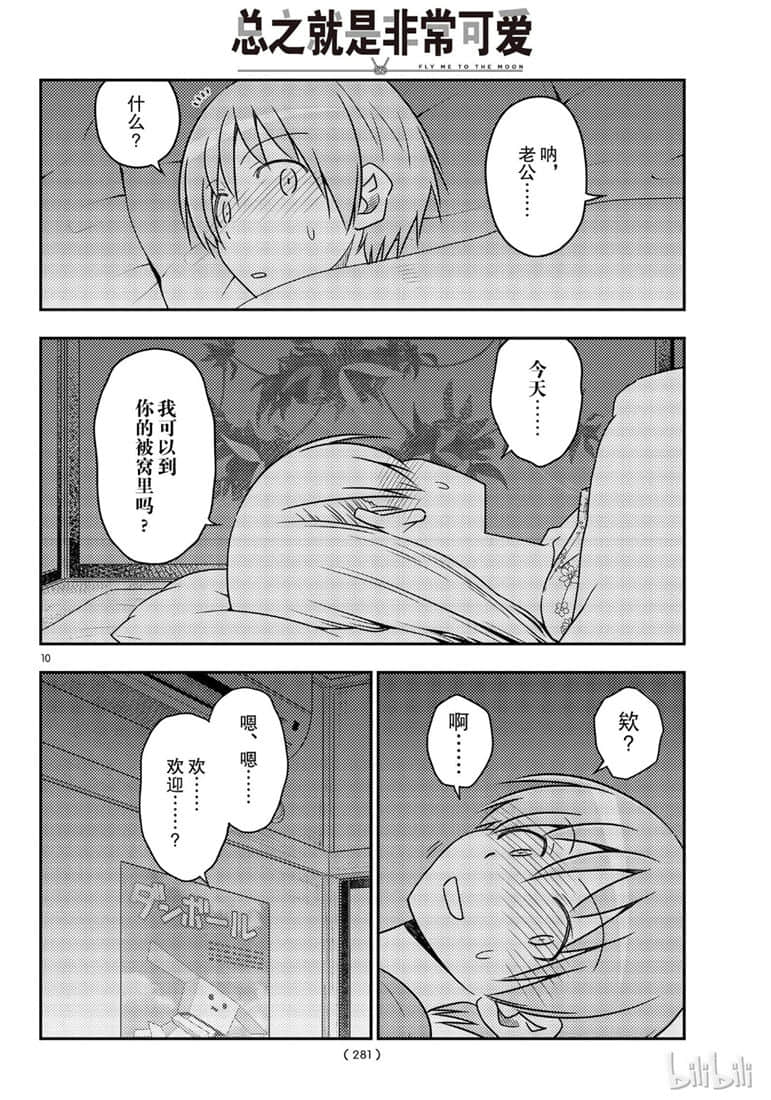 总之就是非常可爱
FLY ME TO THE MOON
呐,
老公……
什么?
今天……
我可以到
你的被窝里吗?
10
欸?
啊……
嗯、嗯……
欢……
欢迎……?
ダンボール
(281)
bilibili